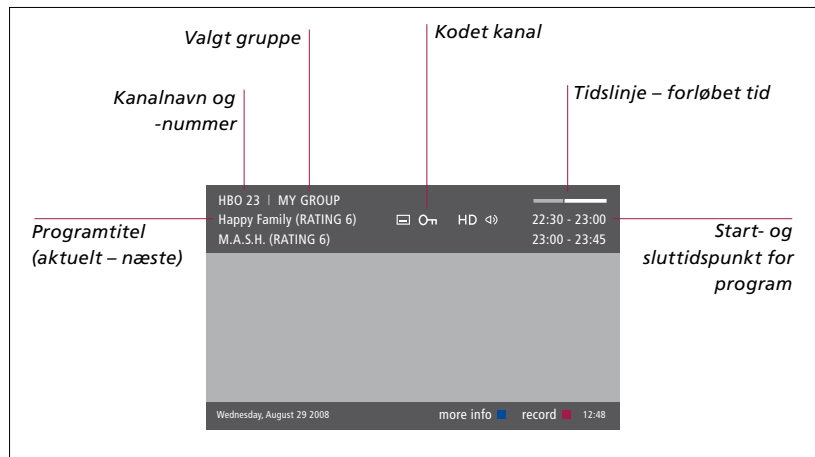 Valgt gruppe
Kodet kanal
Kanalnavn og
-nummer
Tidslinje – forløbet tid
HBO 23 | MY GROUP
Happy Family (RATING 6) HD 22:30 - 23:00
M.A.S.H. (RATING 6) 23:00 - 23:45
Programtitel
(aktuelt – næste)
Start- og
sluttidspunkt for
program
Wednesday, August 29 2008 more info record 12:48